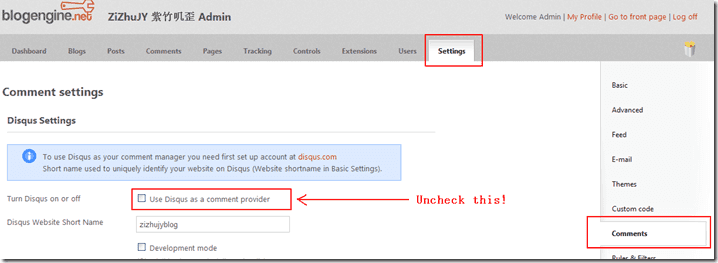 blogengine.net
ZiZhuJY 紫竹叽歪 Admin
Welcome Admin | My Profile | Go to front page | Log off
Dashboard Blogs Posts Comments Pages Tracking Controls Extensions Users Settings
Comment settings
Disqus Settings
To use Disqus as your comment manager you need first set up account at disqus.com
Short name used to uniquely identify your website on Disqus (Website shortname in Basic Settings).
Turn Disqus on or off
Use Disqus as a comment provider
Uncheck this!
Disqus Website Short Name
zizhujyblog
Development mode
Basic
Advanced
Feed
E-mail
Themes
Custom code
Comments
Rules & Filters